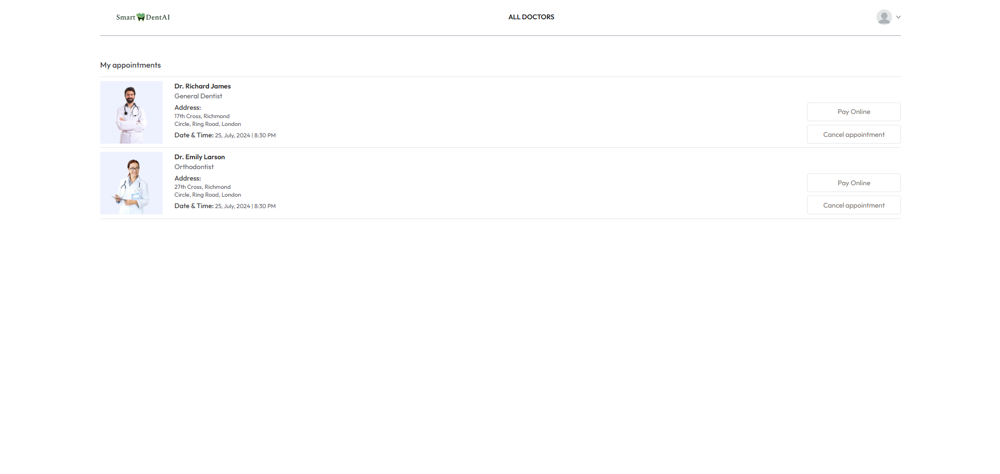 Smart DentAI
ALL DOCTORS
My appointments
Dr. Richard James
General Dentist
Address:
17th Cross, Richmond
Circle, Ring Road, London
Date & Time: 25, July, 2024 | 8:30 PM
Pay Online
Cancel appointment
Dr. Emily Larson
Orthodontist
Address:
27th Cross, Richmond
Circle, Ring Road, London
Date & Time: 25, July, 2024 | 8:30 PM
Pay Online
Cancel appointment